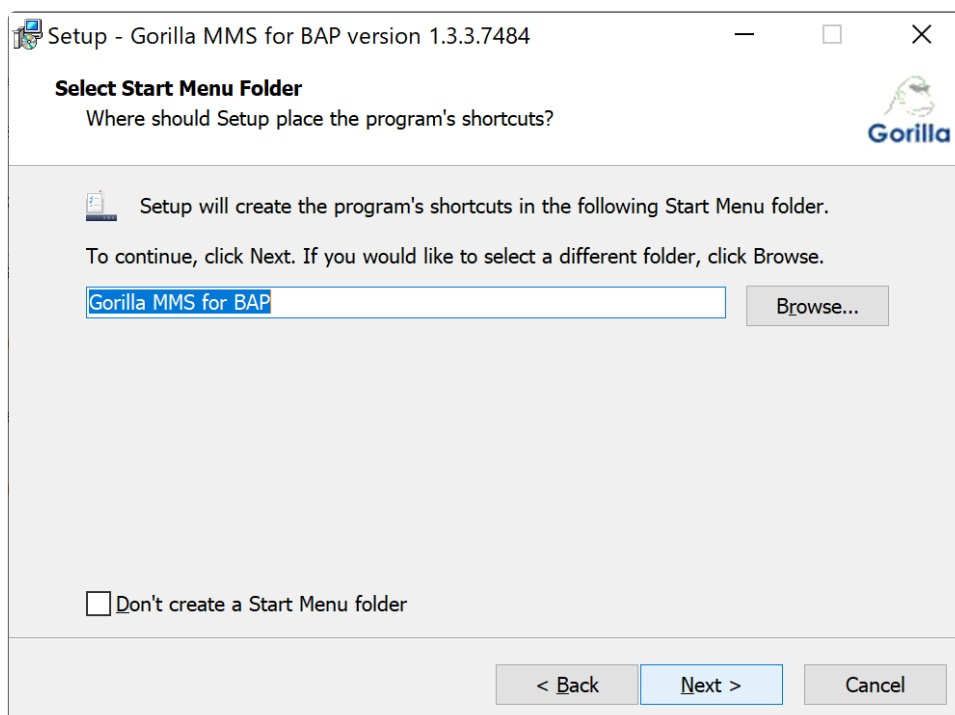 Setup - Gorilla MMS for BAP version 1.3.3.7484
Select Start Menu Folder
Where should Setup place the program's shortcuts?
Gorilla
Setup will create the program's shortcuts in the following Start Menu folder.
To continue, click Next. If you would like to select a different folder, click Browse.
Gorilla MMS for BAP
Browse...
Don't create a Start Menu folder
< Back
Next >
Cancel